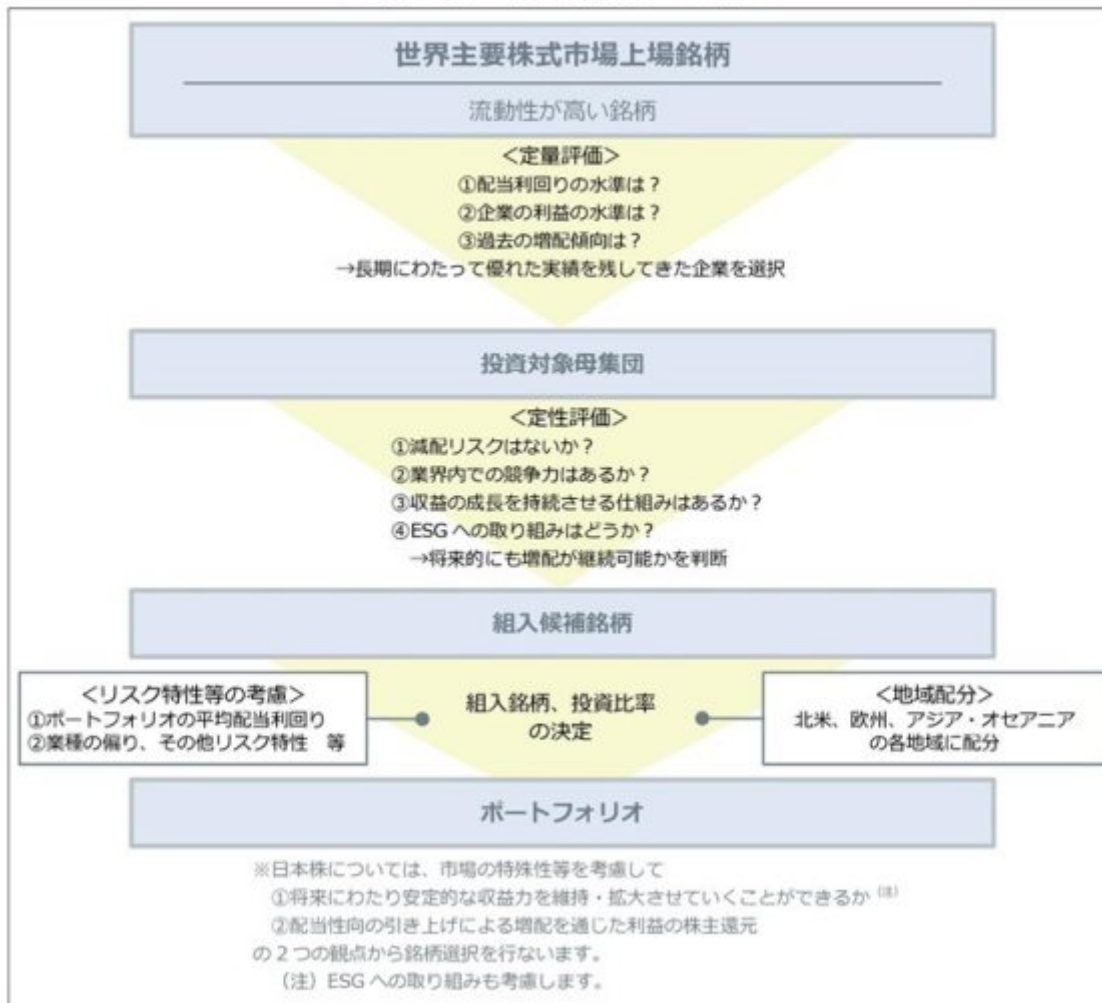 世界主要株式市場上場銘柄
流動性が高い銘柄
＜定量評価＞
①配当利回りの水準は？
②企業の利益の水準は？
③過去の増配傾向は？
→長期にわたって優れた実績を残してきた企業を選択
投資対象母集団
＜定性評価＞
①減配リスクはないか？
②業界内での競争力はあるか？
③収益の成長を持続させる仕組みはあるか？
④ESG への取り組みはどうか？
→将来的にも増配が継続可能かを判断
組入候補銘柄
＜リスク特性等の考慮＞
①ポートフォリオの平均配当利回り
②業種の偏り、その他リスク特性　等
組入銘柄、投資比率
の決定
＜地域配分＞
北米、欧州、アジア・オセアニア
の各地域に配分
ポートフォリオ
※日本株については、市場の特殊性等を考慮して
①将来にわたり安定的な収益力を維持・拡大させていくことができるか（注）
②配当性向の引き上げによる増配を通じた利益の株主還元
の２つの観点から銘柄選択を行ないます。
（注）ESG への取り組みも考慮します。